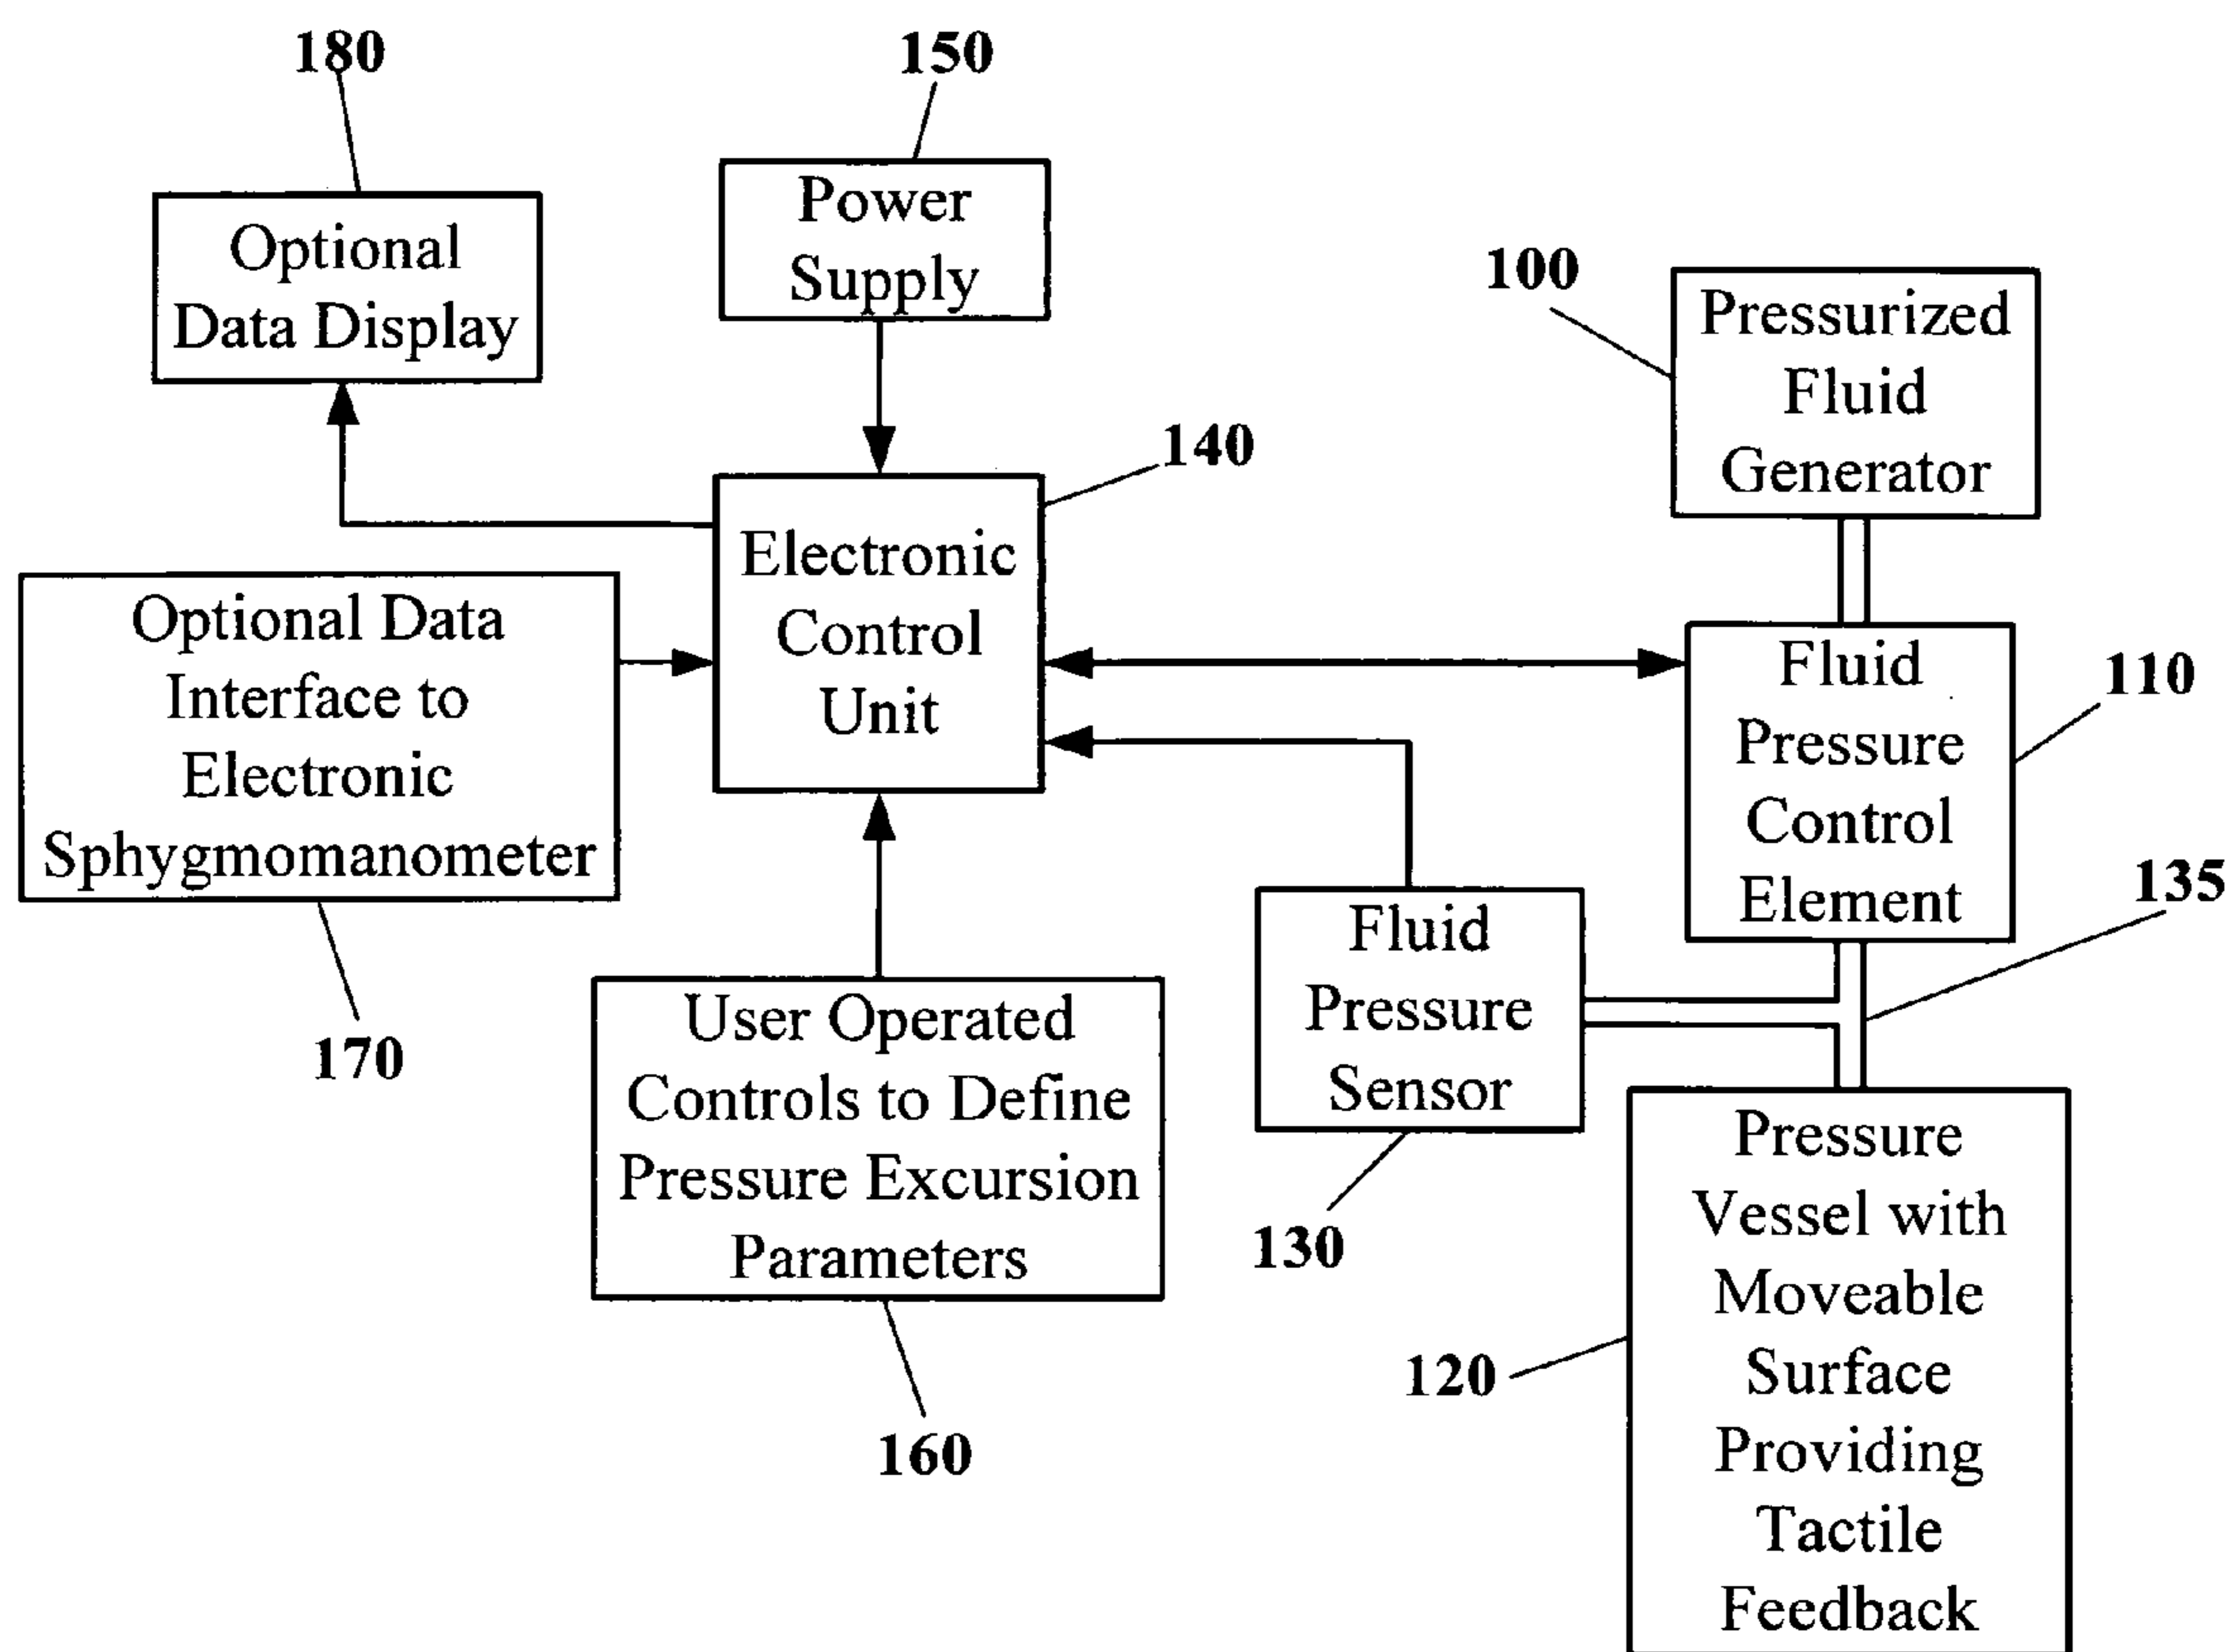 180
150
Optional
Data Display
Power
Supply
100
Pressurized
Fluid
Generator
140
Electronic
Control
Unit
Optional Data
Interface to
Electronic
Sphygmomanometer
170
Fluid
Pressure
Control
Element
110
135
Fluid
Pressure
Sensor
130
User Operated
Controls to Define
Pressure Excursion
Parameters
160
120
Pressure
Vessel with
Moveable
Surface
Providing
Tactile
Feedback